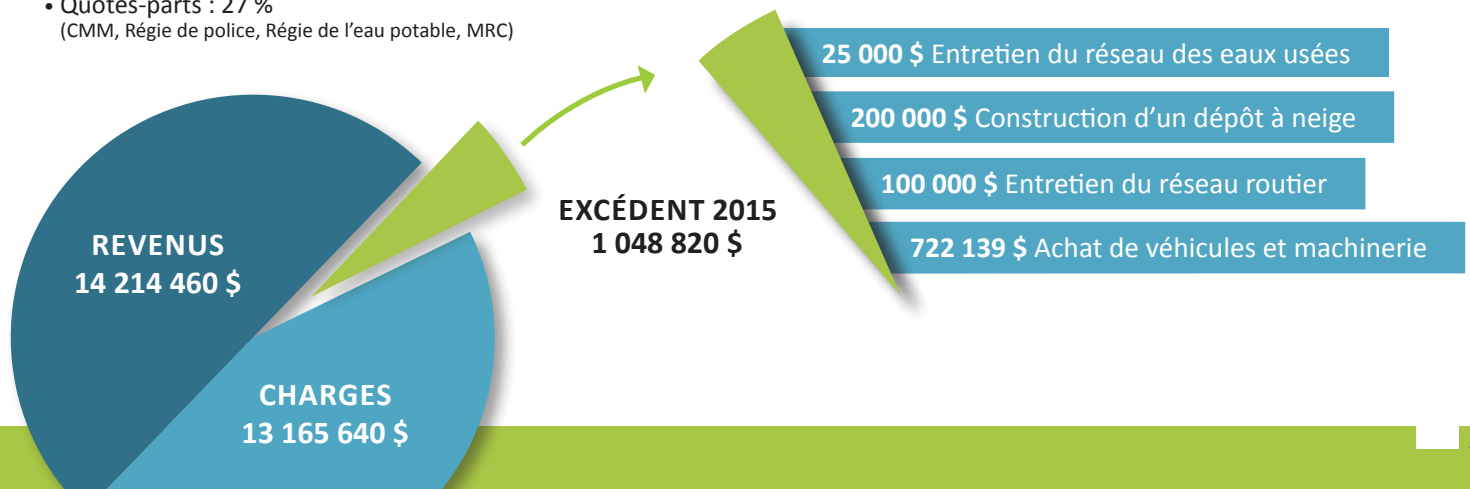 • Quotes-parts : 27 %
(CMM, Régie de police, Régie de l’eau potable, MRC)
25 000 $ Entretien du réseau des eaux usées
200 000 $ Construction d’un dépôt à neige
100 000 $ Entretien du réseau routier
722 139 $ Achat de véhicules et machinerie
EXCÉDENT 2015
1 048 820 $
REVENUS
14 214 460 $
CHARGES
13 165 640 $